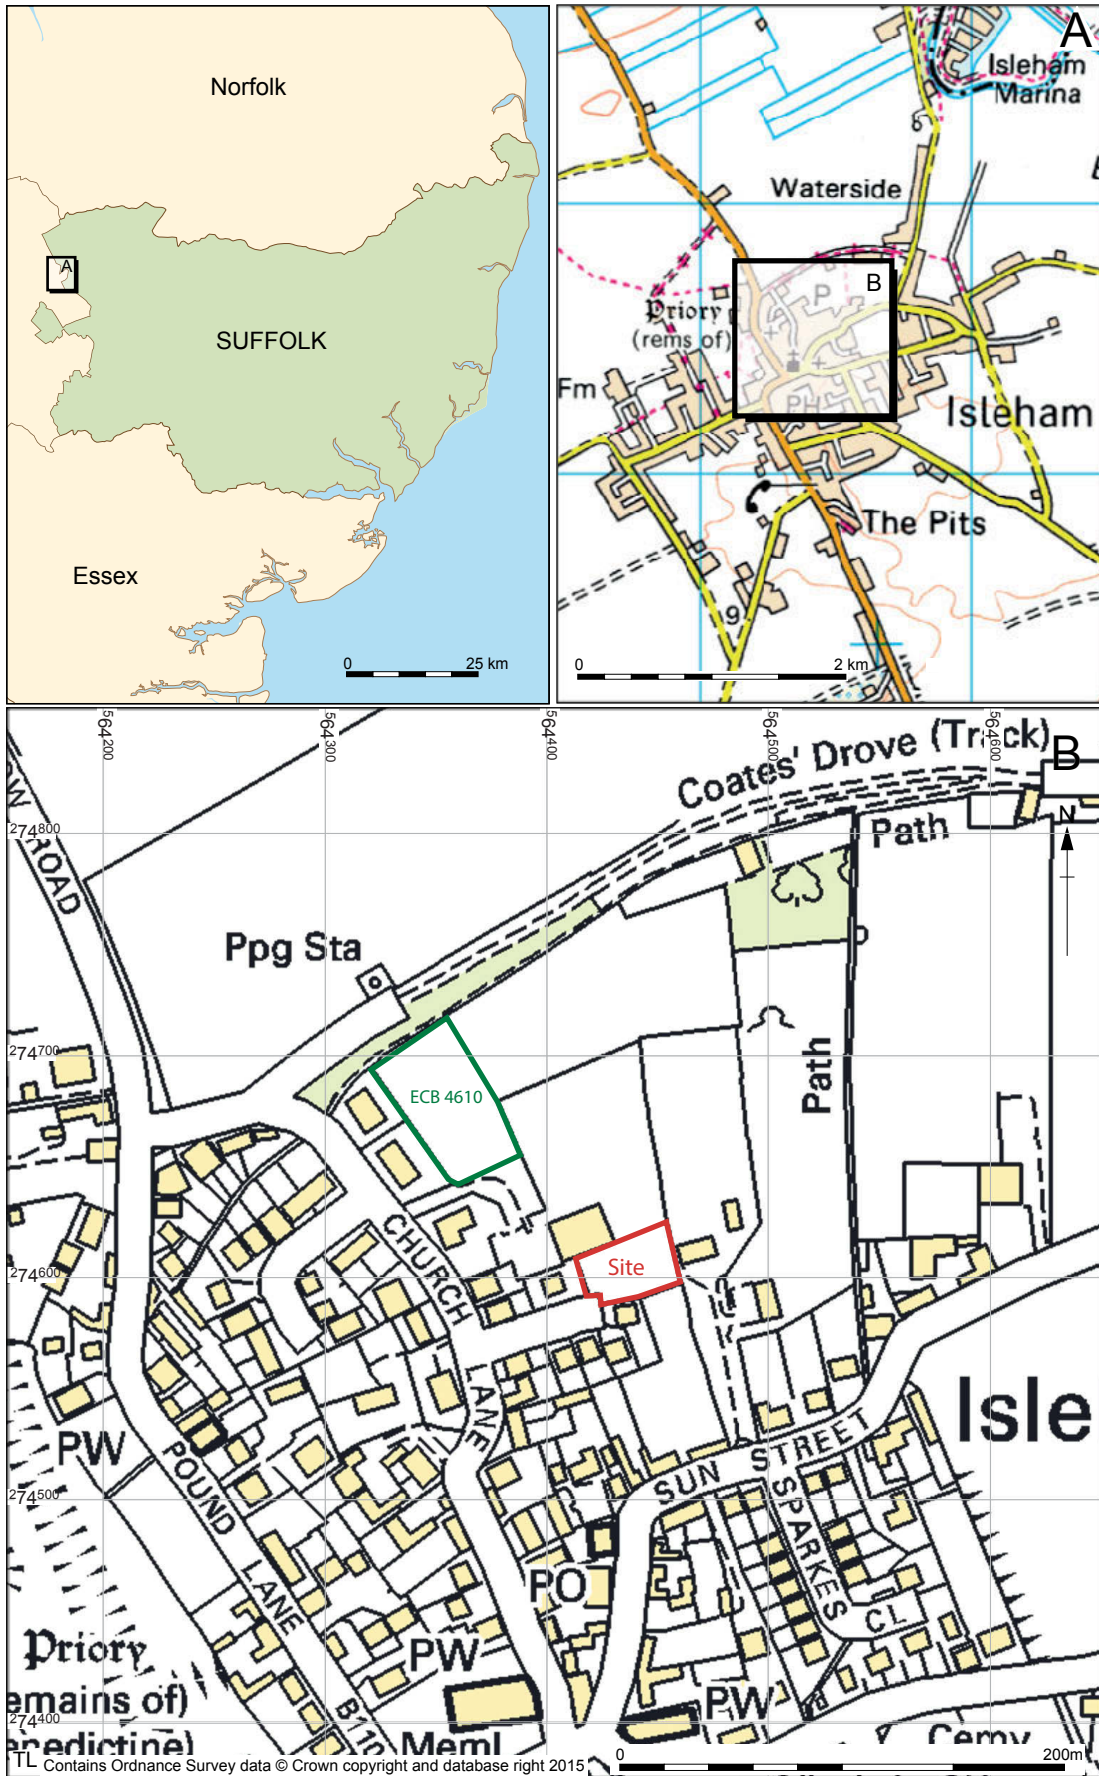 Norfolk
A
SUFFOLK
Essex
0 25 km
A
Isleham
Marina
Waterside
B
P
Priory
(rems of)
Fm
PH
Isleham
The Pits
9
0 2 km
B
564200
564300
564400
564500
564600
Coates' Drove (Track)
Path
N
274800
ROAD
Ppg Sta
274700
ECB 4610
Path
CHURCH
LANE
274600
Site
Isle
PW
POUND
LANE
SUN STREET
274500
SPARKES
CL
PO
Priory
PW
PW
B110
274400
Meml
Cemy
TL Contains Ordnance Survey data © Crown copyright and database right 2015
0 200m